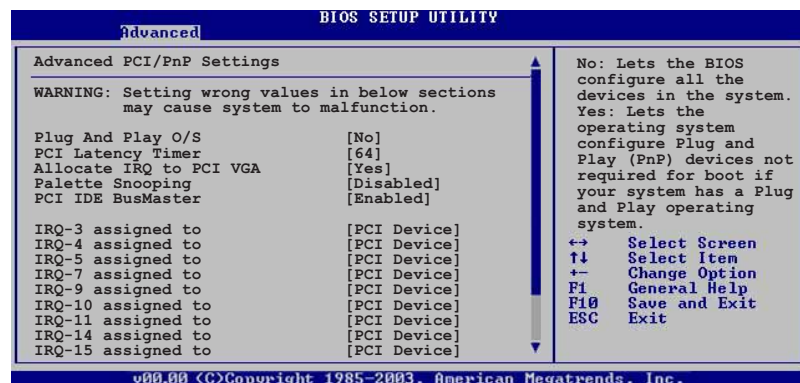 BIOS SETUP UTILITY
Advanced
Advanced PCI/PnP Settings
WARNING: Setting wrong values in below sections
may cause system to malfunction.
Plug And Play O/S [No]
PCI Latency Timer [64]
Allocate IRQ to PCI VGA [Yes]
Palette Snooping [Disabled]
PCI IDE BusMaster [Enabled]
IRQ-3 assigned to [PCI Device]
IRQ-4 assigned to [PCI Device]
IRQ-5 assigned to [PCI Device]
IRQ-7 assigned to [PCI Device]
IRQ-9 assigned to [PCI Device]
IRQ-10 assigned to [PCI Device]
IRQ-11 assigned to [PCI Device]
IRQ-14 assigned to [PCI Device]
IRQ-15 assigned to [PCI Device]
No: Lets the BIOS
configure all the
devices in the system.
Yes: Lets the
operating system
configure Plug and
Play (PnP) devices not
required for boot if
your system has a Plug
and Play operating
system.
↔ Select Screen
↑↓ Select Item
+- Change Option
F1 General Help
F10 Save and Exit
ESC Exit
v00.00 (C)Copyright 1985-2003, American Megatrends, Inc.